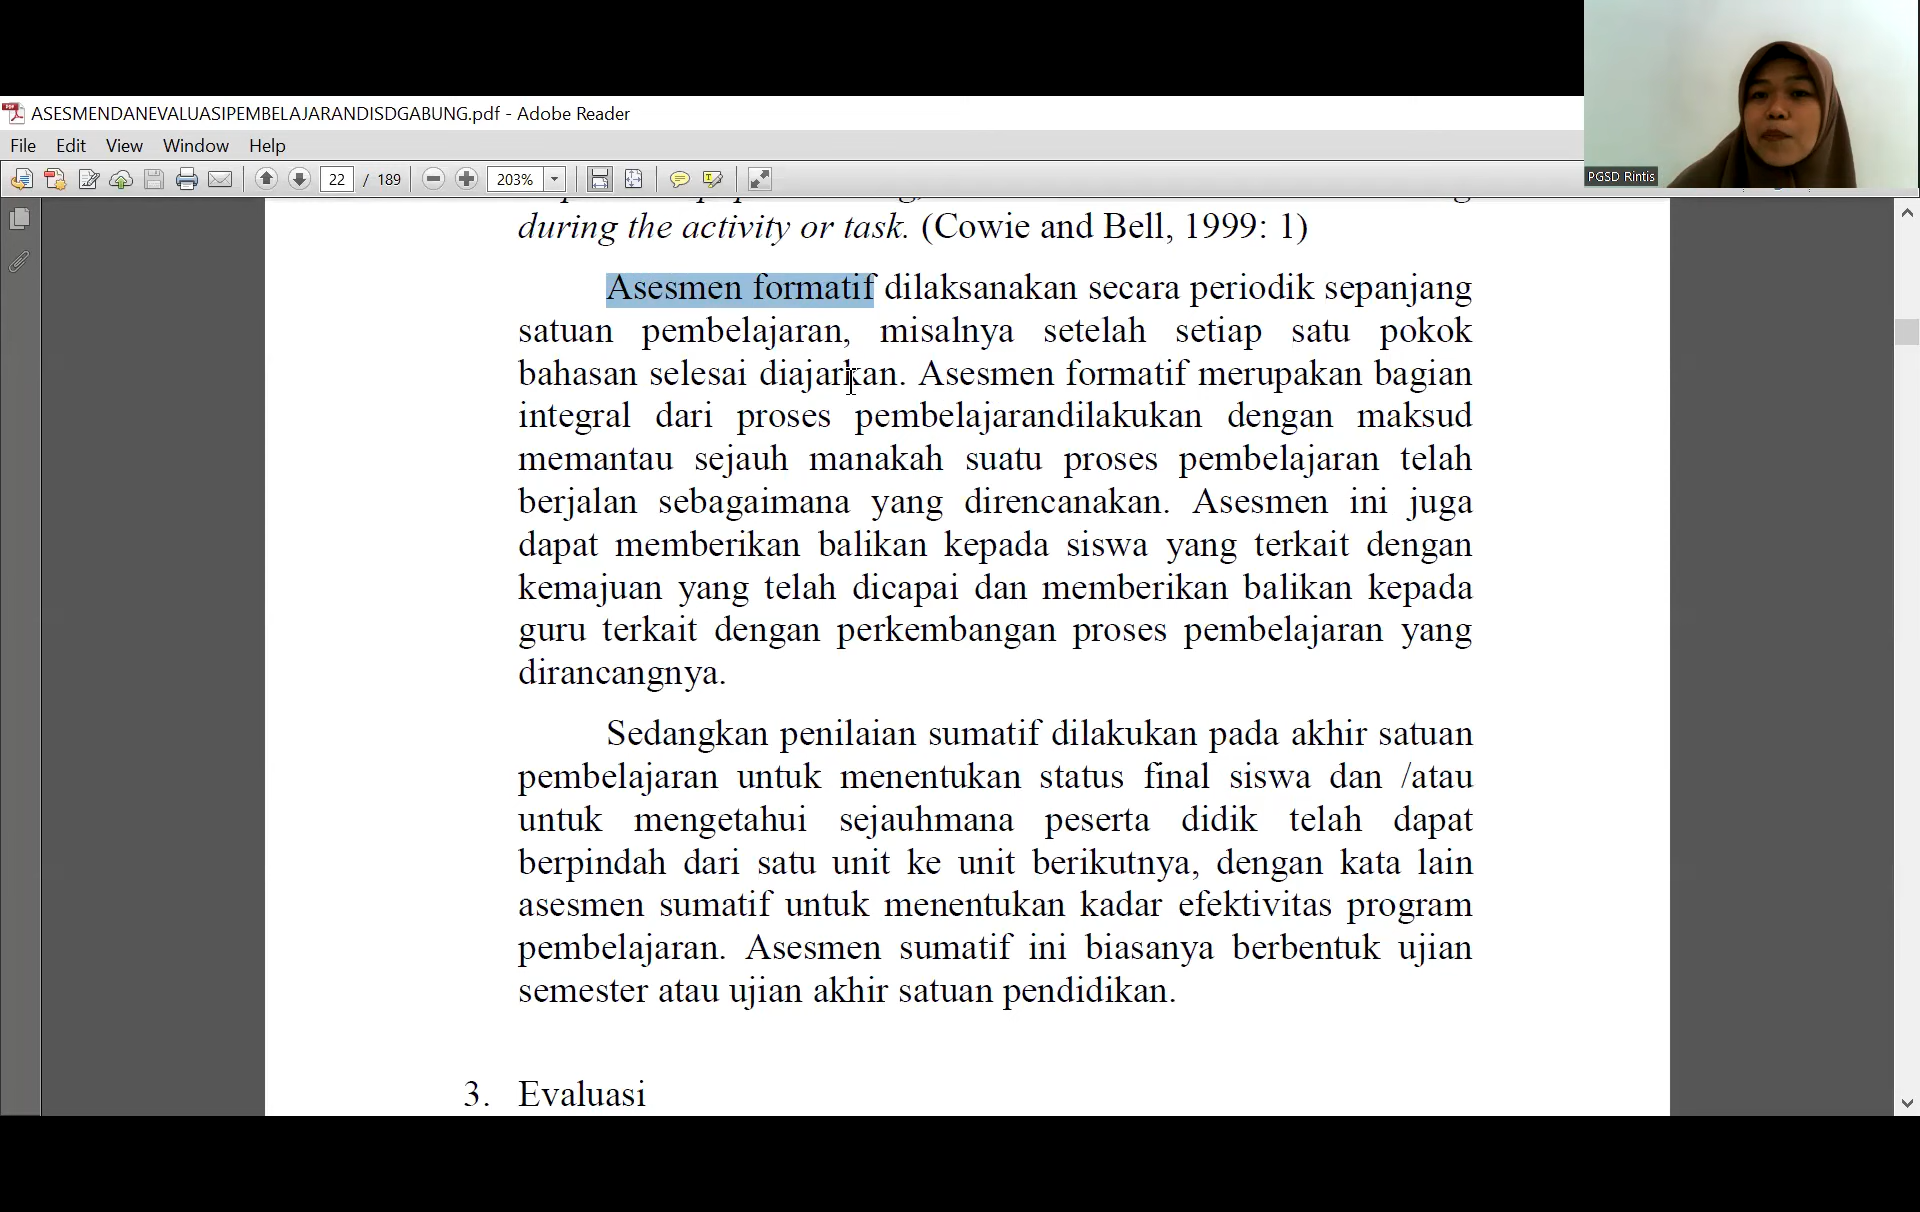 ASESMENDANEVALUASIPEMBELAJARANDISDGABUNG.pdf - Adobe Reader
File Edit View Window Help
22 / 189 203%
PGSD Rintis
during the activity or task. (Cowie and Bell, 1999: 1)
Asesmen formatif dilaksanakan secara periodik sepanjang
satuan pembelajaran, misalnya setelah setiap satu pokok
bahasan selesai diajarkan. Asesmen formatif merupakan bagian
integral dari proses pembelajarandilakukan dengan maksud
memantau sejauh manakah suatu proses pembelajaran telah
berjalan sebagaimana yang direncanakan. Asesmen ini juga
dapat memberikan balikan kepada siswa yang terkait dengan
kemajuan yang telah dicapai dan memberikan balikan kepada
guru terkait dengan perkembangan proses pembelajaran yang
dirancangnya.
Sedangkan penilaian sumatif dilakukan pada akhir satuan
pembelajaran untuk menentukan status final siswa dan /atau
untuk mengetahui sejauhmana peserta didik telah dapat
berpindah dari satu unit ke unit berikutnya, dengan kata lain
asesmen sumatif untuk menentukan kadar efektivitas program
pembelajaran. Asesmen sumatif ini biasanya berbentuk ujian
semester atau ujian akhir satuan pendidikan.
3. Evaluasi